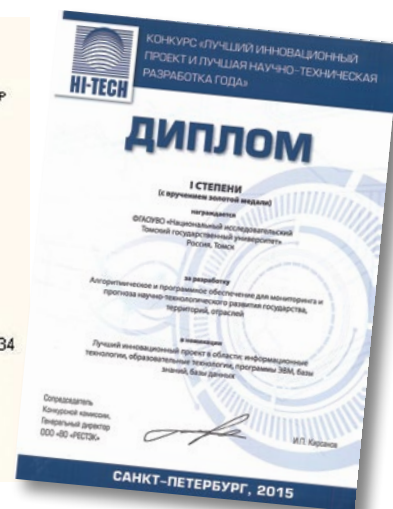 HI-TECH
КОНКУРС «ЛУЧШИЙ ИННОВАЦИОННЫЙ
ПРОЕКТ И ЛУЧШАЯ НАУЧНО-ТЕХНИЧЕСКАЯ
РАЗРАБОТКА ГОДА»
ДИПЛОМ
I СТЕПЕНИ
(с вручением золотой медали)
награждается
ФГАОУВО «Национальный исследовательский
Томский государственный университет»
Россия, Томск
за разработку
Алгоритмическое и программное обеспечение для мониторинга и
прогноза научно-технологического развития государства,
территорий, отраслей
в номинации
Лучший инновационный проект в области: информационные
технологии, образовательные технологии, программы ЭВМ, базы
знаний, базы данных
Сопредседатель
Конкурсной комиссии,
Генеральный директор
ООО «ВО «РЕСТЭК»
И.П. Кирсанов
САНКТ-ПЕТЕРБУРГ, 2015
34